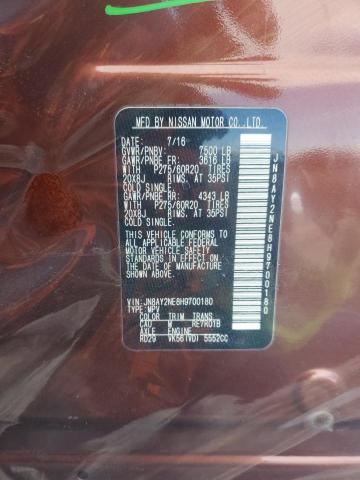 MFD BY NISSAN MOTOR CO.,LTD.
DATE: 7/16
GVWR/PNBV: 7500 LB
GAWR/PNBE FR: 3616 LB
WITH P275/60R20 TIRES
20X8J RIMS, AT 35PSI
COLD SINGLE.
GAWR/PNBE RR: 4343 LB
WITH P275/60R20 TIRES
20X8J RIMS, AT 35PSI
COLD SINGLE.
THIS VEHICLE CONFORMS
TO ALL APPLICABLE FEDERAL
MOTOR VEHICLE SAFETY
STANDARDS IN EFFECT ON
THE DATE OF MANUFACTURE
SHOWN ABOVE.
VIN: JN8AY2NE8H9700180
TYPE: MPV
COLOR TRIM TRANS
CAU M RE7R01B
AXLE ENGINE
RD29 VK56(VD) 5552CC
JN8AY2NE8H9700180